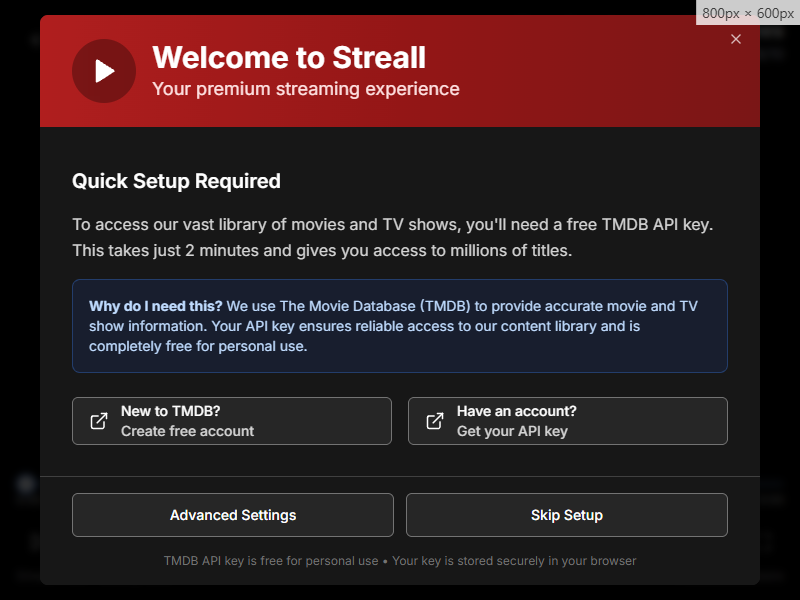 800px × 600px
Welcome to Streall
Your premium streaming experience
Quick Setup Required
To access our vast library of movies and TV shows, you'll need a free TMDB API key.
This takes just 2 minutes and gives you access to millions of titles.
Why do I need this? We use The Movie Database (TMDB) to provide accurate movie and TV
show information. Your API key ensures reliable access to our content library and is
completely free for personal use.
New to TMDB?
Create free account
Have an account?
Get your API key
Advanced Settings
Skip Setup
TMDB API key is free for personal use • Your key is stored securely in your browser